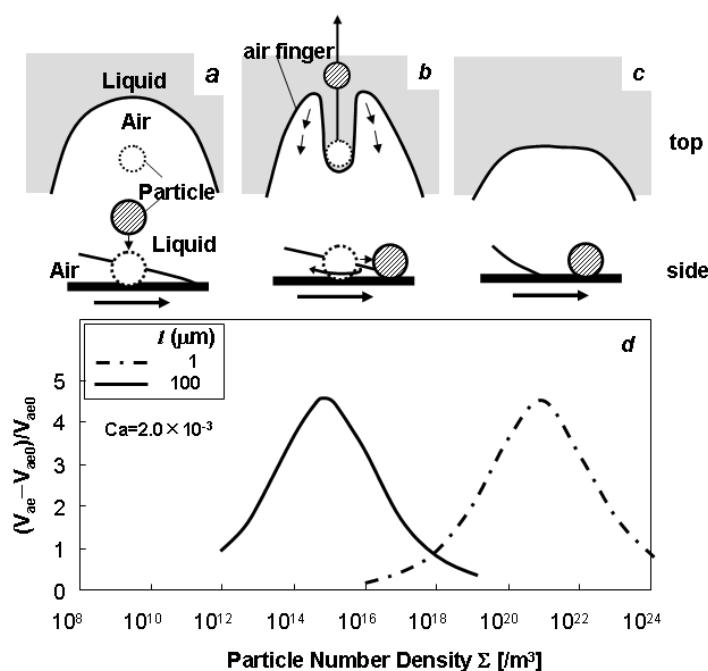 a
b
c
air finger
Liquid
Air
top
Particle
Liquid
Air
side
d
l (μm)
1
100
Ca=2.0×10⁻³
(Vae−Vae0)/Vae0
5
4
3
2
1
0
10⁸ 10¹⁰ 10¹² 10¹⁴ 10¹⁶ 10¹⁸ 10²⁰ 10²² 10²⁴
Particle Number Density Σ [/m³]